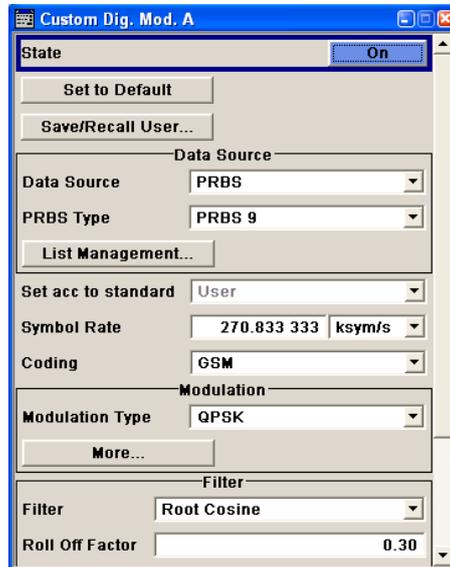 Custom Dig. Mod. A
State On
Set to Default
Save/Recall User...
Data Source
Data Source PRBS
PRBS Type PRBS 9
List Management...
Set acc to standard User
Symbol Rate 270.833 333 ksym/s
Coding GSM
Modulation
Modulation Type QPSK
More...
Filter
Filter Root Cosine
Roll Off Factor 0.30